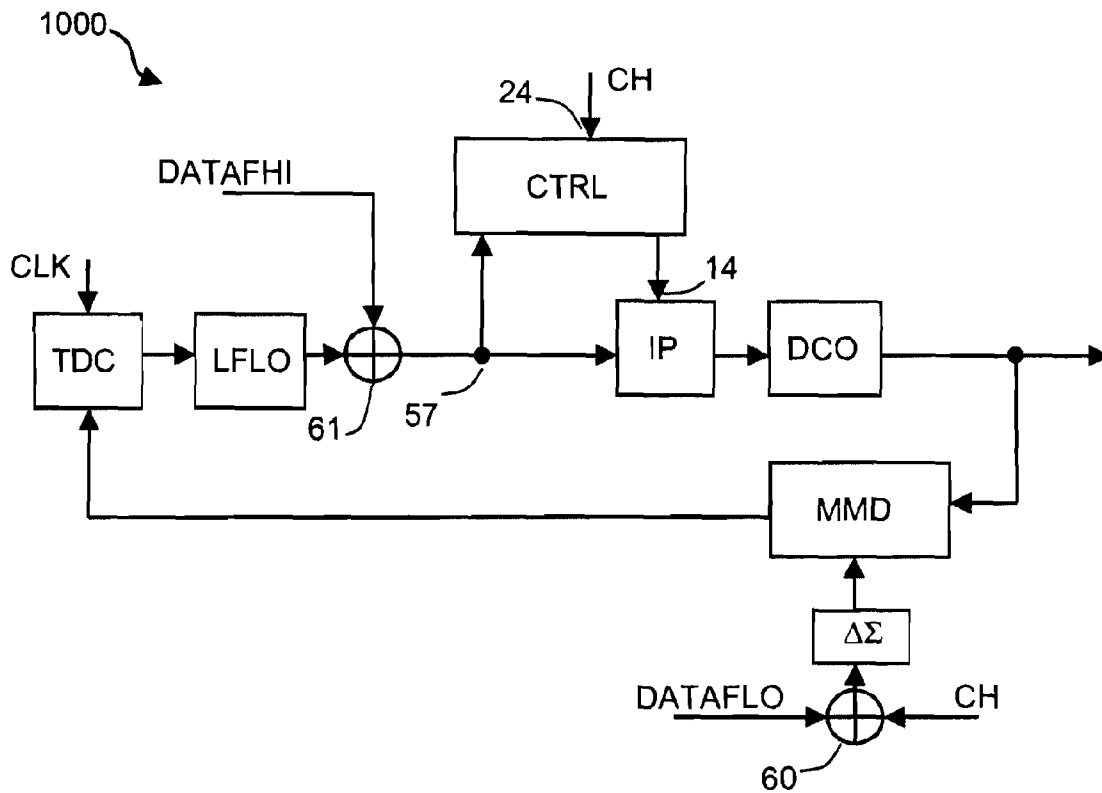 1000
24
CH
CTRL
DATAFHI
CLK
14
TDC
LFLO
IP
DCO
61
57
MMD
ΔΣ
DATAFLO
CH
60